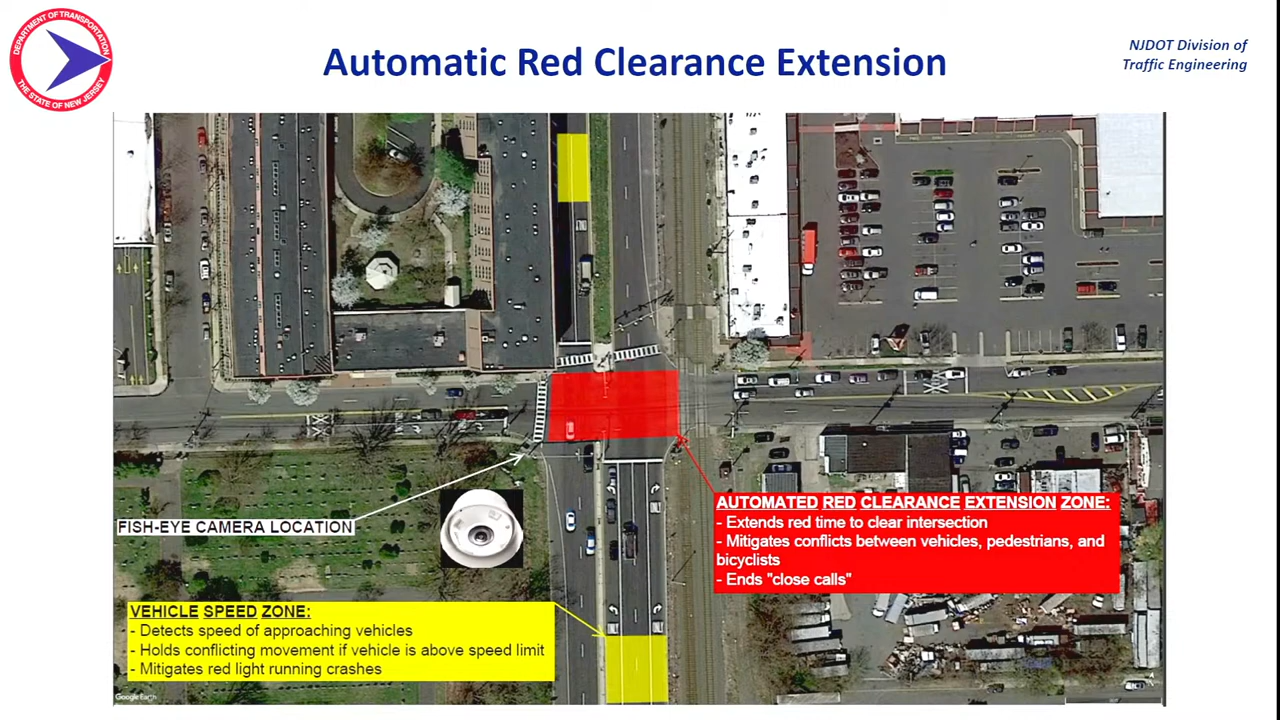 DEPARTMENT OF TRANSPORTATION
THE STATE OF NEW JERSEY
Automatic Red Clearance Extension
NJDOT Division of
Traffic Engineering
FISH-EYE CAMERA LOCATION
AUTOMATED RED CLEARANCE EXTENSION ZONE:
- Extends red time to clear intersection
- Mitigates conflicts between vehicles, pedestrians, and
bicyclists
- Ends "close calls"
VEHICLE SPEED ZONE:
- Detects speed of approaching vehicles
- Holds conflicting movement if vehicle is above speed limit
- Mitigates red light running crashes
Google Earth